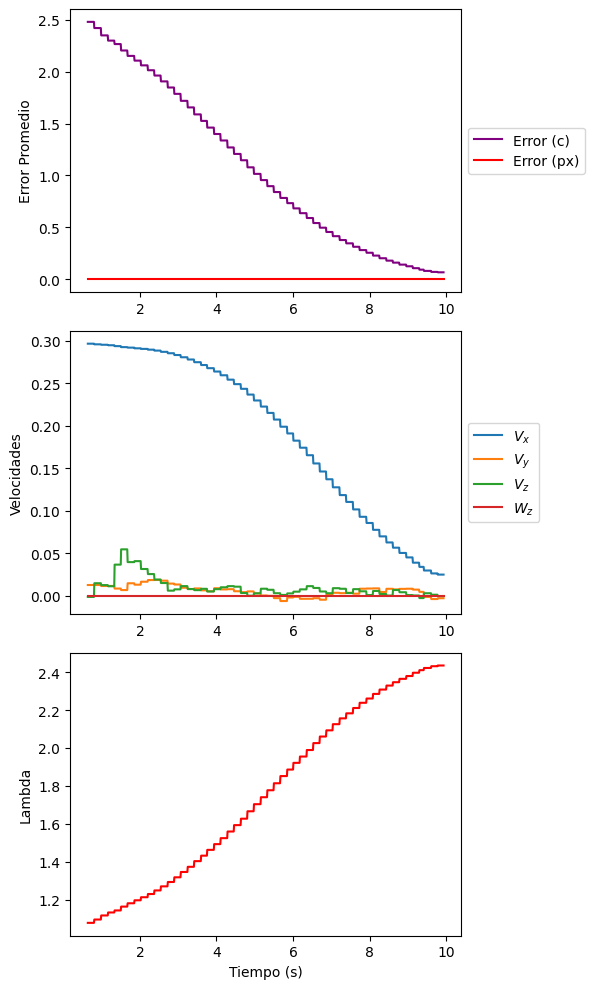 Error Promedio
2.5
2.0
1.5
1.0
0.5
0.0
2 4 6 8 10
Error (c)
Error (px)
Velocidades
0.30
0.25
0.20
0.15
0.10
0.05
0.00
2 4 6 8 10
Vx
Vy
Vz
Wz
Lambda
2.4
2.2
2.0
1.8
1.6
1.4
1.2
2 4 6 8 10
Tiempo (s)